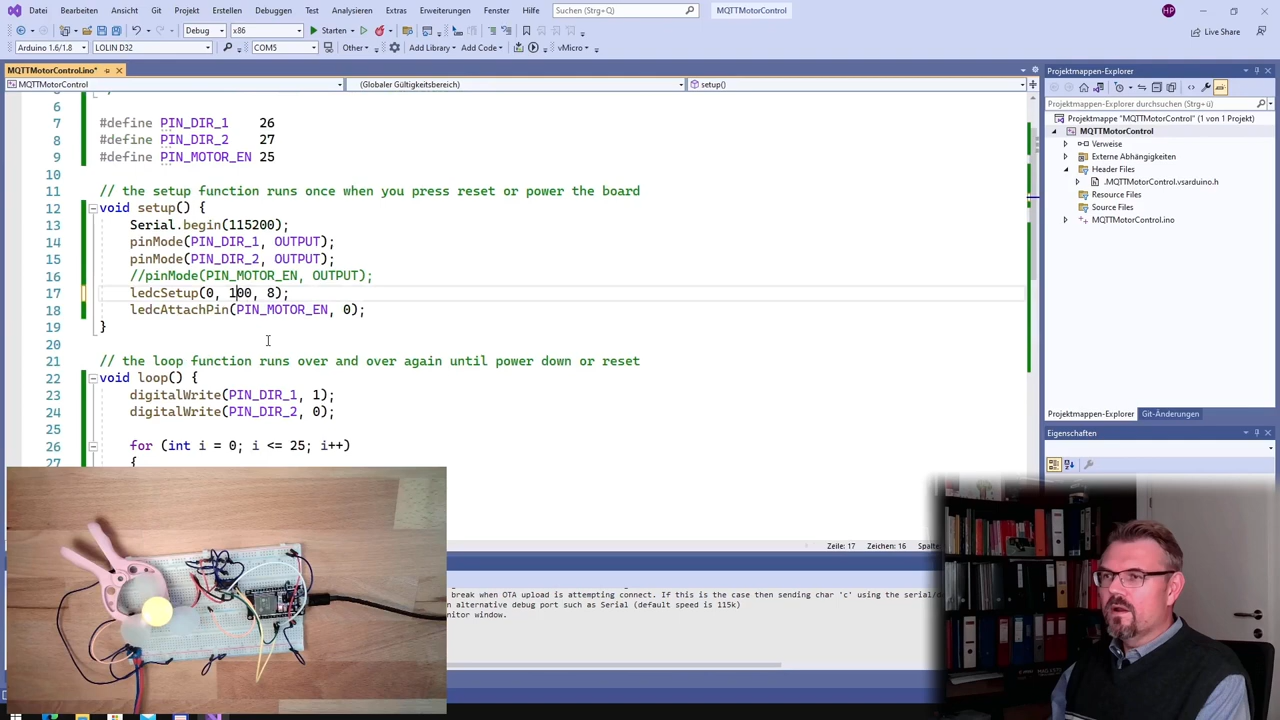 Datei Bearbeiten Ansicht Git Projekt Erstellen Debuggen Test Analysieren Extras Erweiterungen Fenster Hilfe Suchen (Strg+Q) MQTTMotorControl HP
Debug x86 Starten Live Share
Arduino 1.6/1.8 LOLIN D32 COM5 Other Add Library Add Code vMicro
MQTTMotorControl.ino*
MQTTMotorControl (Globaler Gültigkeitsbereich) setup()
6
7 #define PIN_DIR_1 26
8 #define PIN_DIR_2 27
9 #define PIN_MOTOR_EN 25
10
11 // the setup function runs once when you press reset or power the board
12 void setup() {
13 Serial.begin(115200);
14 pinMode(PIN_DIR_1, OUTPUT);
15 pinMode(PIN_DIR_2, OUTPUT);
16 //pinMode(PIN_MOTOR_EN, OUTPUT);
17 ledcSetup(0, 100, 8);
18 ledcAttachPin(PIN_MOTOR_EN, 0);
19 }
20
21 // the loop function runs over and over again until power down or reset
22 void loop() {
23 digitalWrite(PIN_DIR_1, 1);
24 digitalWrite(PIN_DIR_2, 0);
25
26 for (int i = 0; i <= 25; i++)
27 {
Zeile: 17 Zeichen: 16 Spalte:
break when OTA upload is attempting connect. If this is the case then sending char 'c' using the serial/de
n alternative debug port such as Serial (default speed is 115k)
nitor window.
Projektmappen-Explorer
Projektmappen-Explorer durchsuchen (Strg+ü)
Projektmappe "MQTTMotorControl" (1 von 1 Projekt)
MQTTMotorControl
Verweise
Externe Abhängigkeiten
Header Files
.MQTTMotorControl.vsarduino.h
Resource Files
Source Files
MQTTMotorControl.ino
Projektmappen-Explorer Git-Änderungen
Eigenschaften